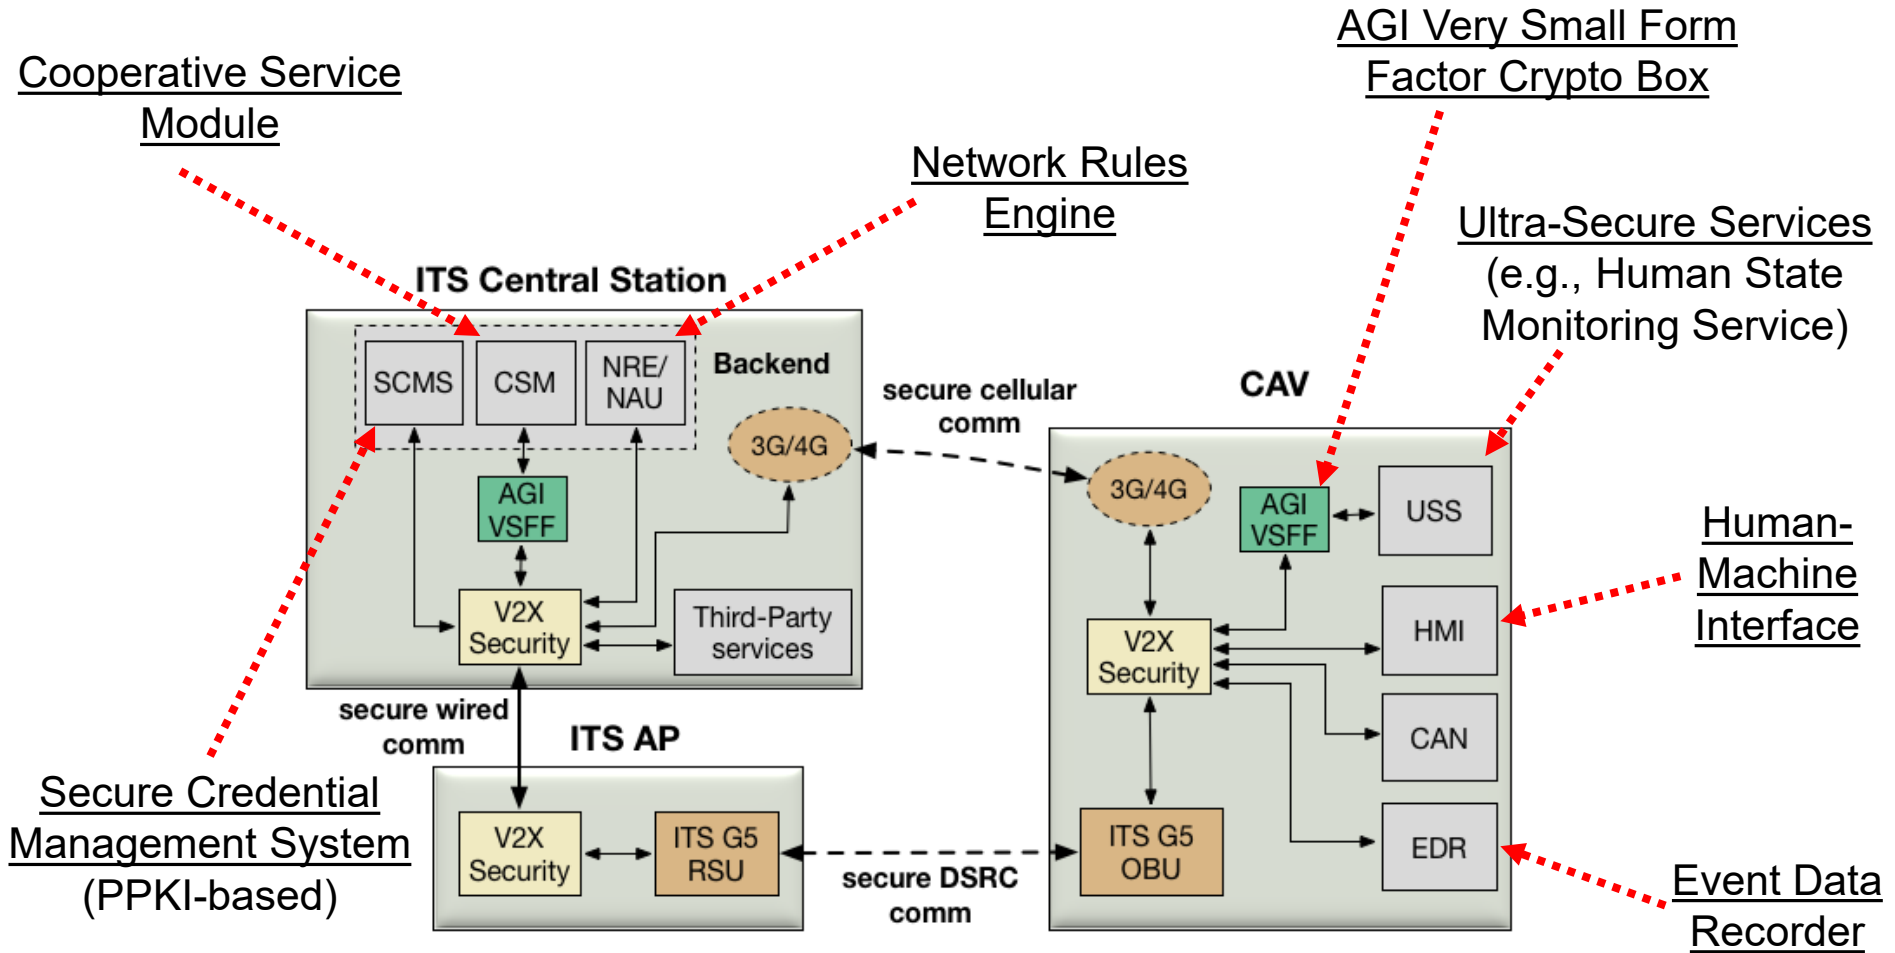 Cooperative Service
Module
AGI Very Small Form
Factor Crypto Box
Network Rules
Engine
Ultra-Secure Services
(e.g., Human State
Monitoring Service)
ITS Central Station
SCMS
CSM
NRE/
NAU
Backend
3G/4G
AGI
VSFF
V2X
Security
Third-Party
services
secure cellular
comm
CAV
3G/4G
AGI
VSFF
USS
V2X
Security
HMI
CAN
EDR
ITS G5
OBU
Human-
Machine
Interface
secure wired
comm
ITS AP
V2X
Security
ITS G5
RSU
secure DSRC
comm
Secure Credential
Management System
(PPKI-based)
Event Data
Recorder